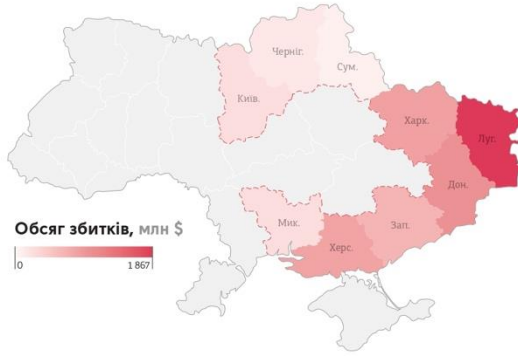 Черніг.
Сум.
Київ.
Харк.
Луг.
Дон.
Мик.
Зап.
Херс.
Обсяг збитків, млн $
0
1 867